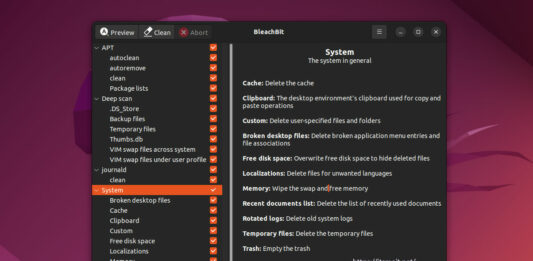 Preview Clean Abort BleachBit
APT
autoclean
autoremove
clean
Package lists
Deep scan
.DS_Store
Backup files
Temporary files
Thumbs.db
VIM swap files across system
VIM swap files under user profile
journald
clean
System
Broken desktop files
Cache
Clipboard
Custom
Free disk space
Localizations
Memory
System
The system in general
Cache: Delete the cache
Clipboard: The desktop environment's clipboard used for copy and
paste operations
Custom: Delete user-specified files and folders
Broken desktop files: Delete broken application menu entries and
file associations
Free disk space: Overwrite free disk space to hide deleted files
Localizations: Delete files for unwanted languages
Memory: Wipe the swap and free memory
Recent documents list: Delete the list of recently used documents
Rotated logs: Delete old system logs
Temporary files: Delete the temporary files
Trash: Empty the trash